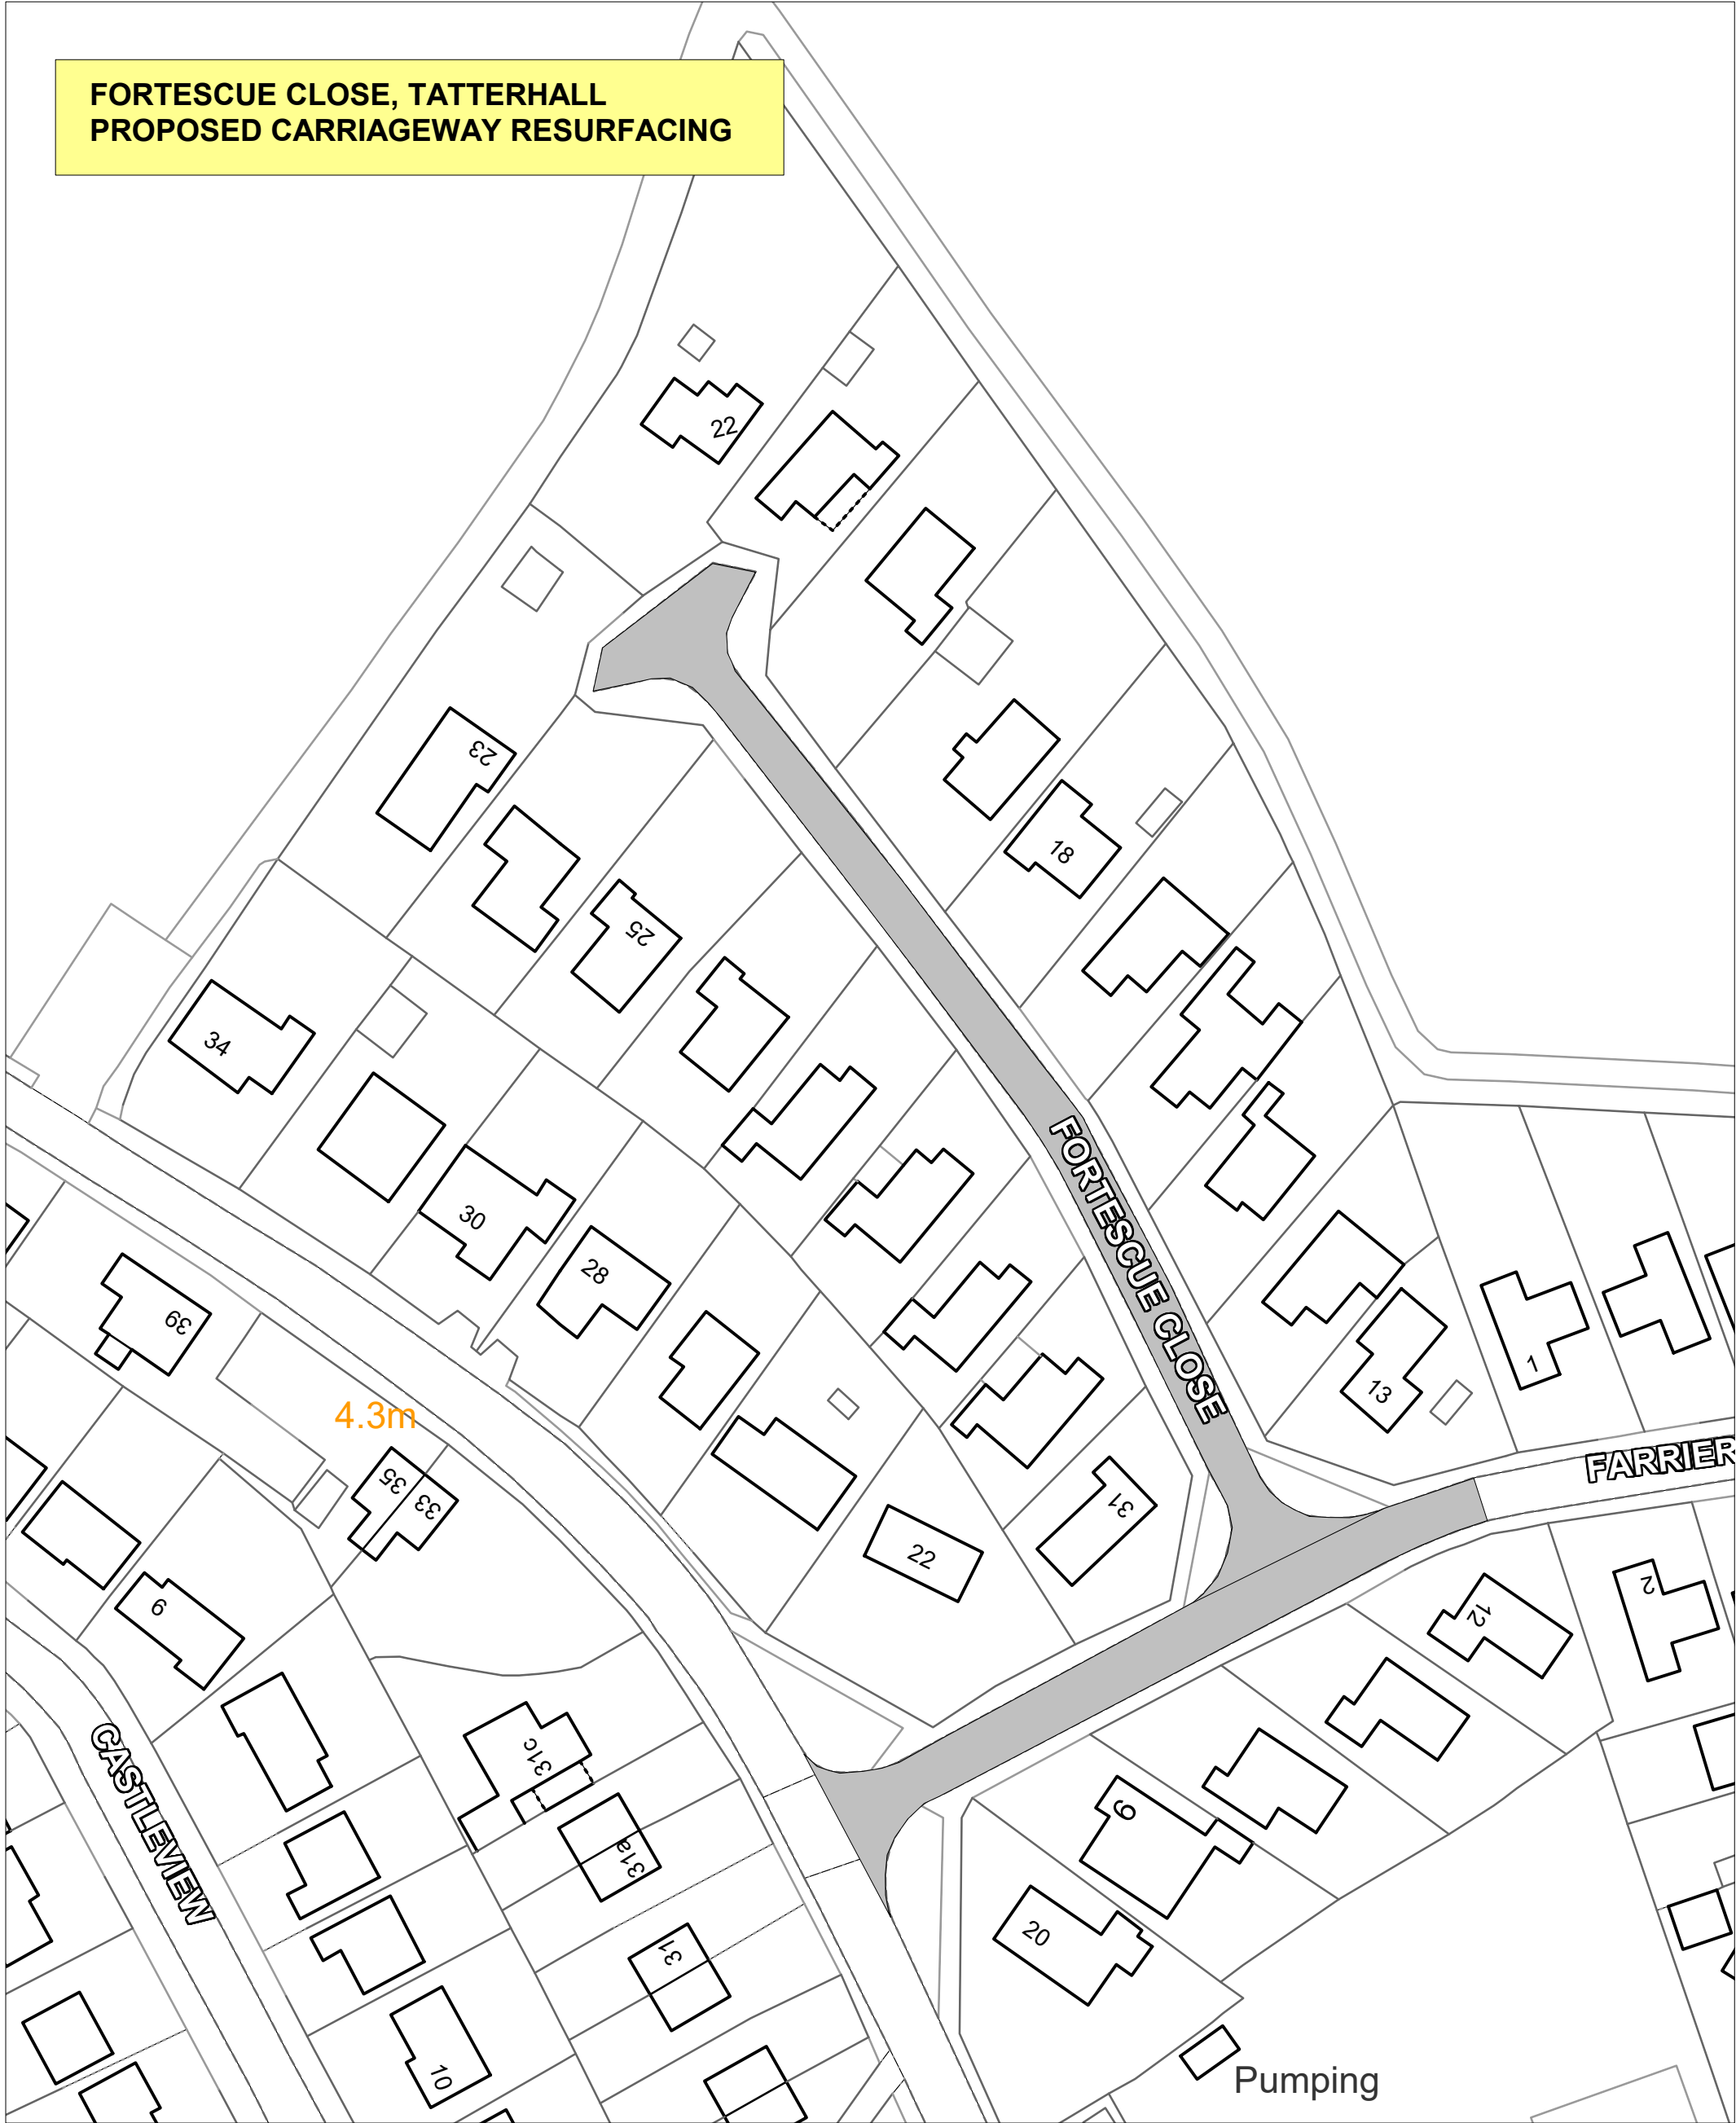 FORTESCUE CLOSE, TATTERHALL
PROPOSED CARRIAGEWAY RESURFACING
22
23
18
25
34
30
28
39
FORTESCUE CLOSE
1
13
4.3m
FARRIER
35
33
31
22
2
12
9
31c
CASTLEVIEW
9
31a
20
31
10
Pumping